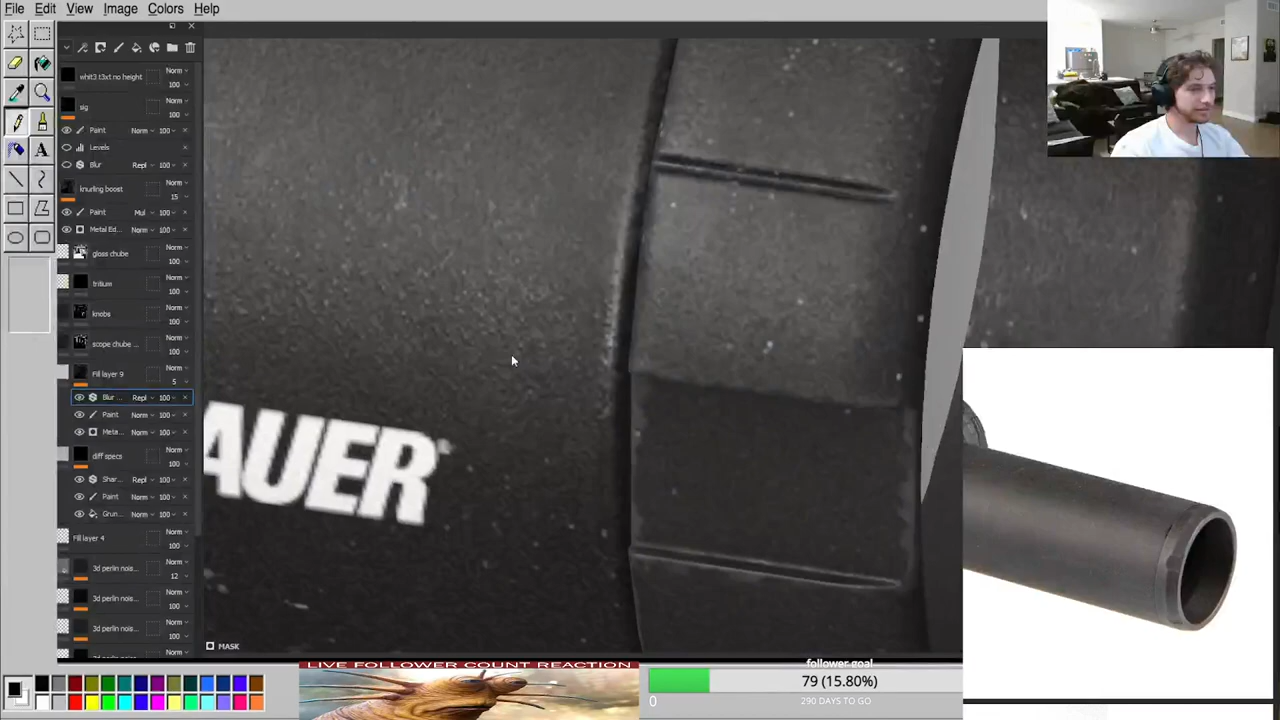 File Edit View Image Colors Help
whit3 t3xt no height Norm 100
sig Norm 100
Paint Norm 100
Levels
Blur Repl 100
knurling boost Norm 15
Paint Mul 100
Metal Ed... Norm 100
gloss chube Norm 100
tritium Norm 100
knobs Norm 100
scope chube ... Norm 100
Fill layer 9 Norm 5
Blur ... Repl 100
Paint Norm 100
Meta... Norm 100
diff specs Norm 100
Shar... Repl 100
Paint Norm 100
Grun... Norm 100
Fill layer 4 Norm 100
3d perlin nois... Norm 12
3d perlin nois... Norm 100
3d perlin nois... Norm 100
AUER®
MASK
LIVE FOLLOWER COUNT REACTION
follower goal
79 (15.80%)
0
290 DAYS TO GO